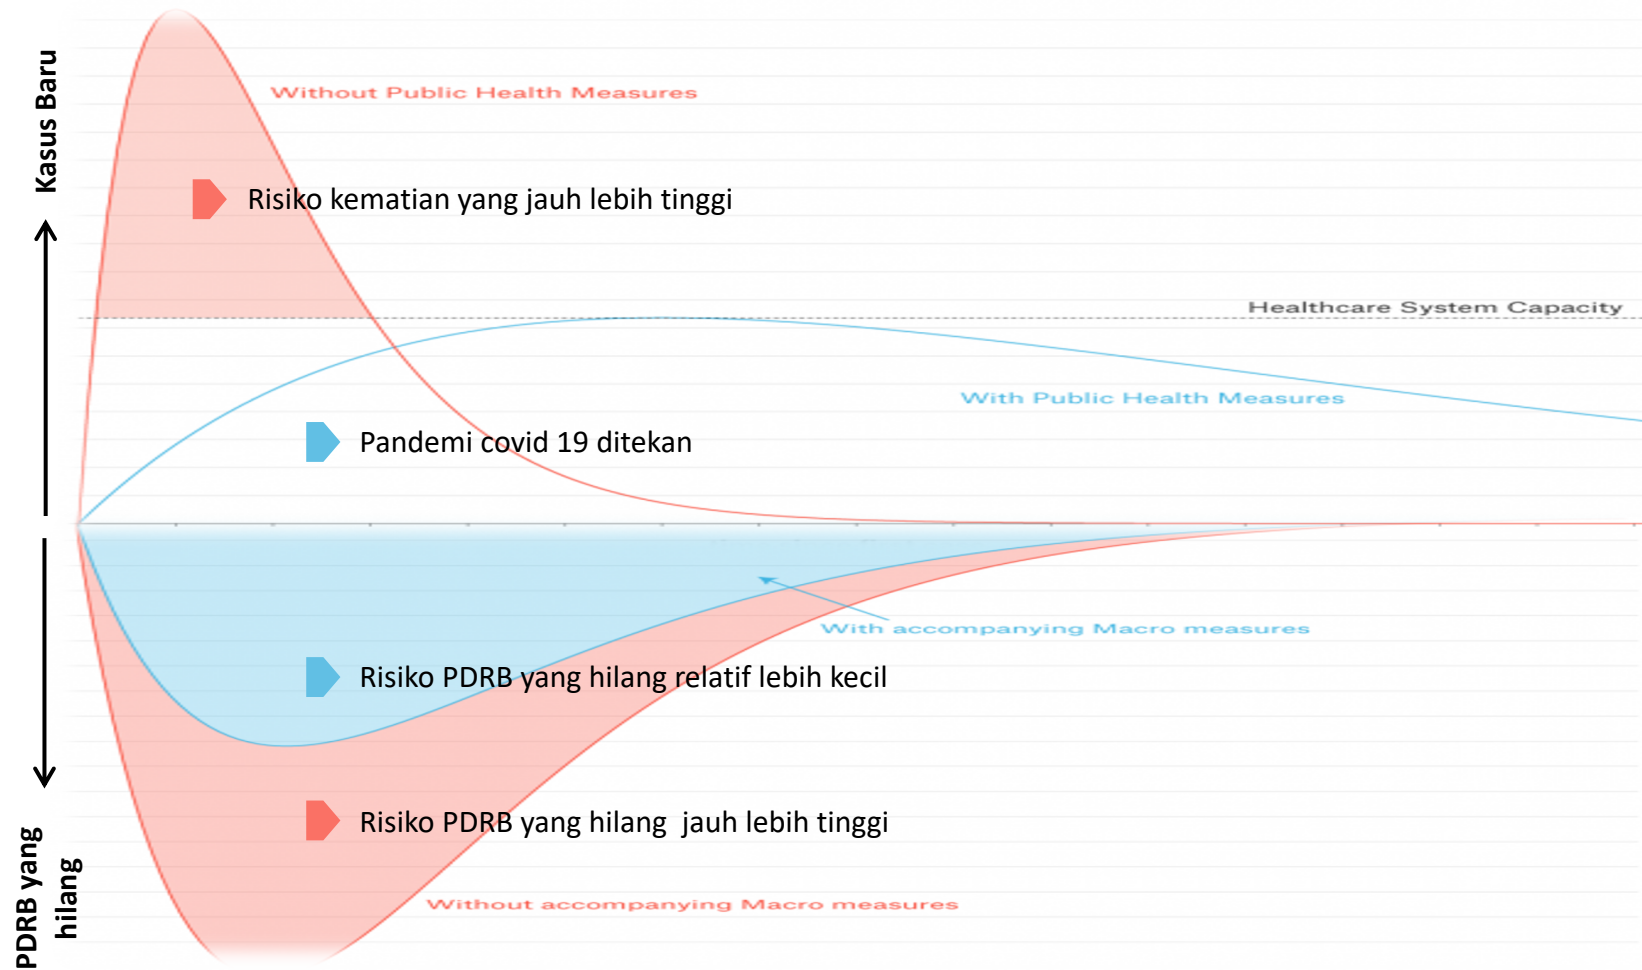 Kasus Baru
Without Public Health Measures
Risiko kematian yang jauh lebih tinggi
Healthcare System Capacity
With Public Health Measures
Pandemi covid 19 ditekan
With accompanying Macro measures
Risiko PDRB yang hilang relatif lebih kecil
Risiko PDRB yang hilang  jauh lebih tinggi
PDRB yang
hilang
Without accompanying Macro measures